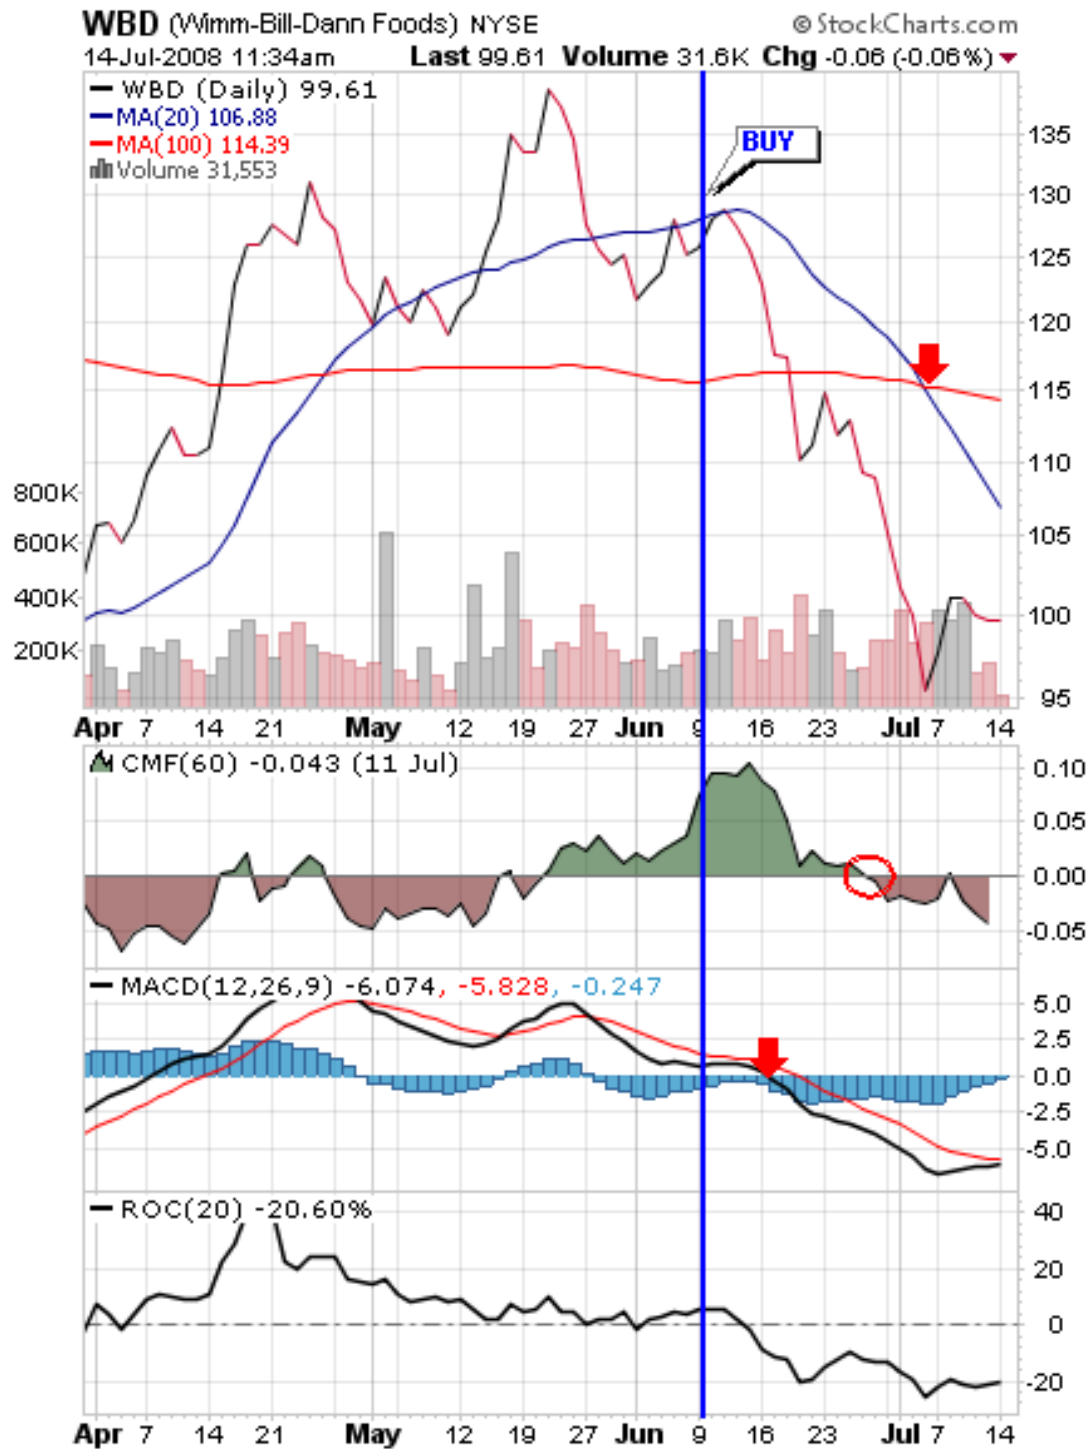 WBD (Wimm-Bill-Dann Foods) NYSE © StockCharts.com
14-Jul-2008 11:34am Last 99.61 Volume 31.6K Chg -0.06 (-0.06%)
WBD (Daily) 99.61
MA(20) 106.88
MA(100) 114.39
Volume 31,553
BUY
135
130
125
120
115
110
105
100
95
800K
600K
400K
200K
Apr 7 14 21 May 12 19 27 Jun 9 16 23 Jul 7 14
CMF(60) -0.043 (11 Jul)
0.10
0.05
0.00
-0.05
MACD(12,26,9) -6.074, -5.828, -0.247
5.0
2.5
0.0
-2.5
-5.0
ROC(20) -20.60%
40
20
0
-20
Apr 7 14 21 May 12 19 27 Jun 9 16 23 Jul 7 14